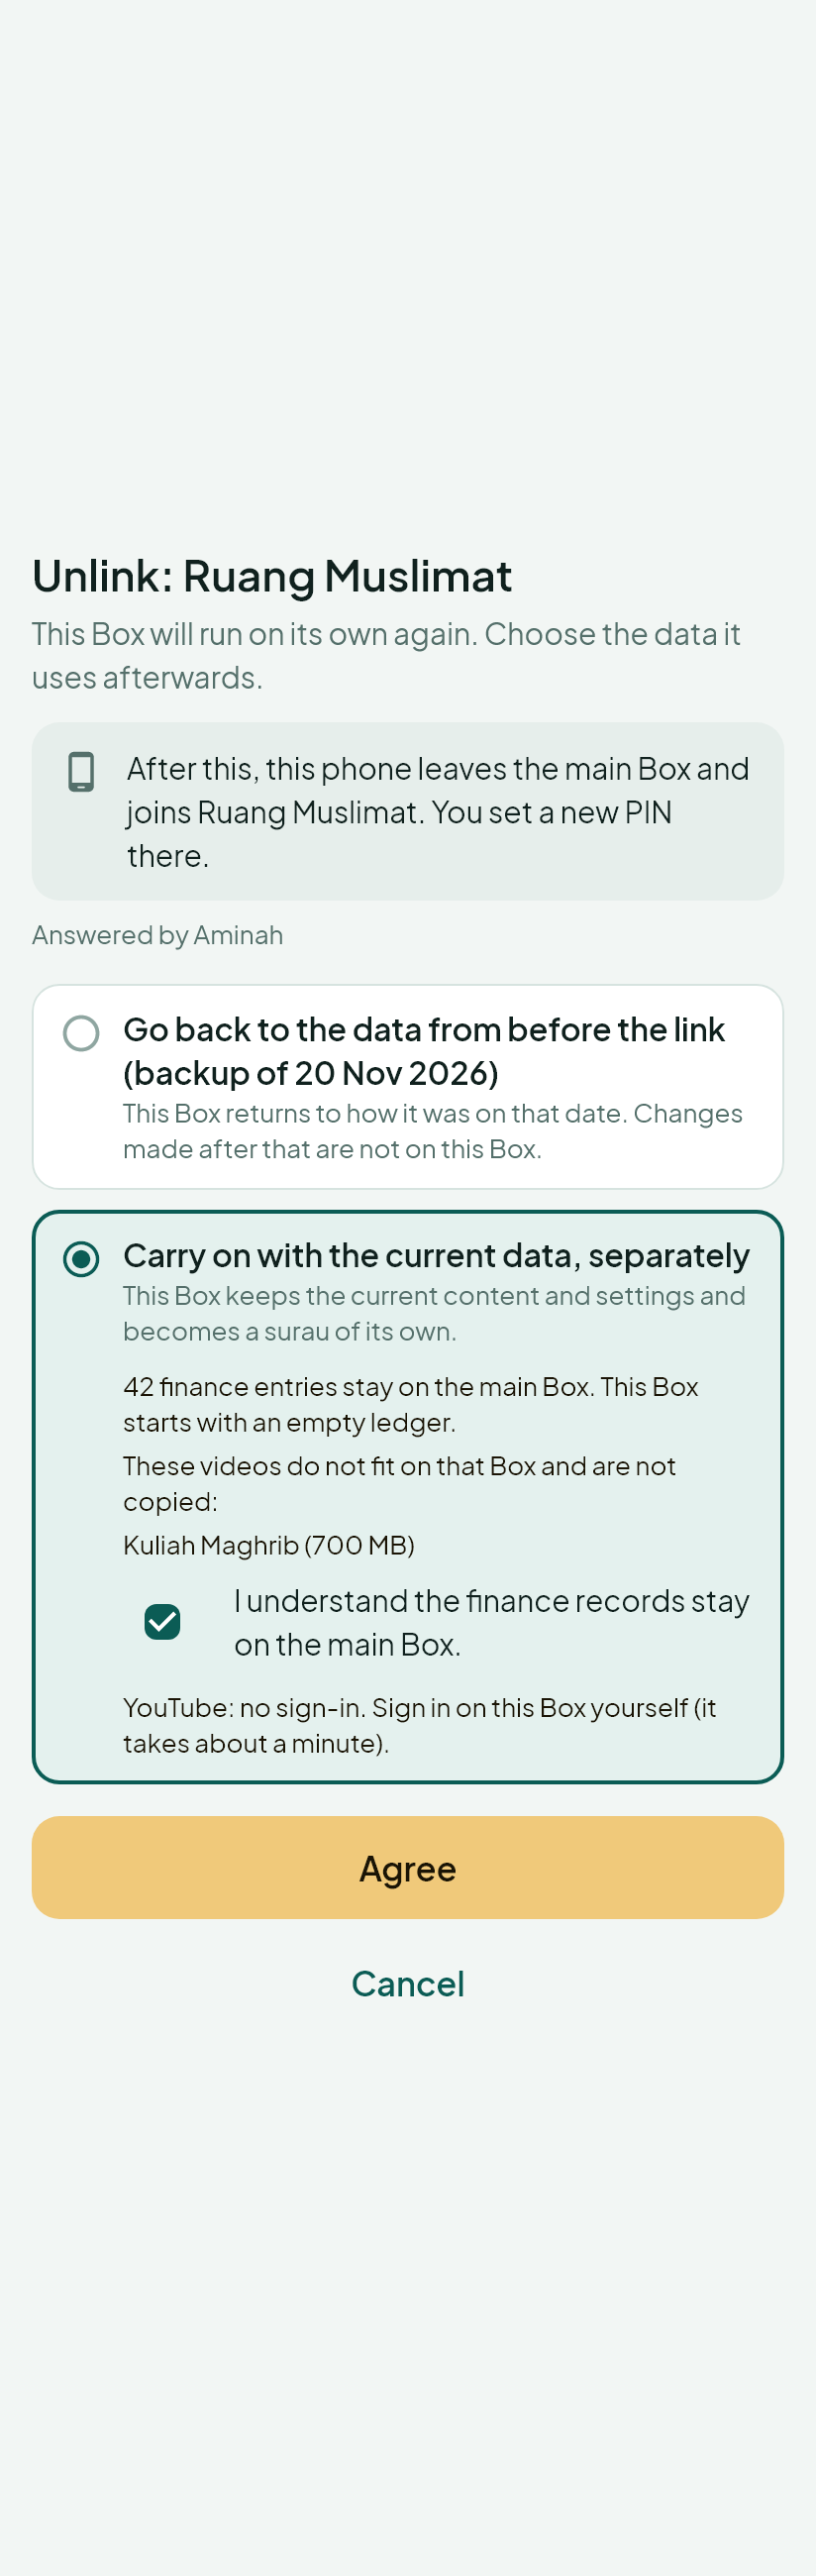 Unlink: Ruang Muslimat
This Box will run on its own again. Choose the data it
uses afterwards.
After this, this phone leaves the main Box and
joins Ruang Muslimat. You set a new PIN
there.
Answered by Aminah
Go back to the data from before the link
(backup of 20 Nov 2026)
This Box returns to how it was on that date. Changes
made after that are not on this Box.
Carry on with the current data, separately
This Box keeps the current content and settings and
becomes a surau of its own.
42 finance entries stay on the main Box. This Box
starts with an empty ledger.
These videos do not fit on that Box and are not
copied:
Kuliah Maghrib (700 MB)
I understand the finance records stay
on the main Box.
YouTube: no sign-in. Sign in on this Box yourself (it
takes about a minute).
Agree
Cancel